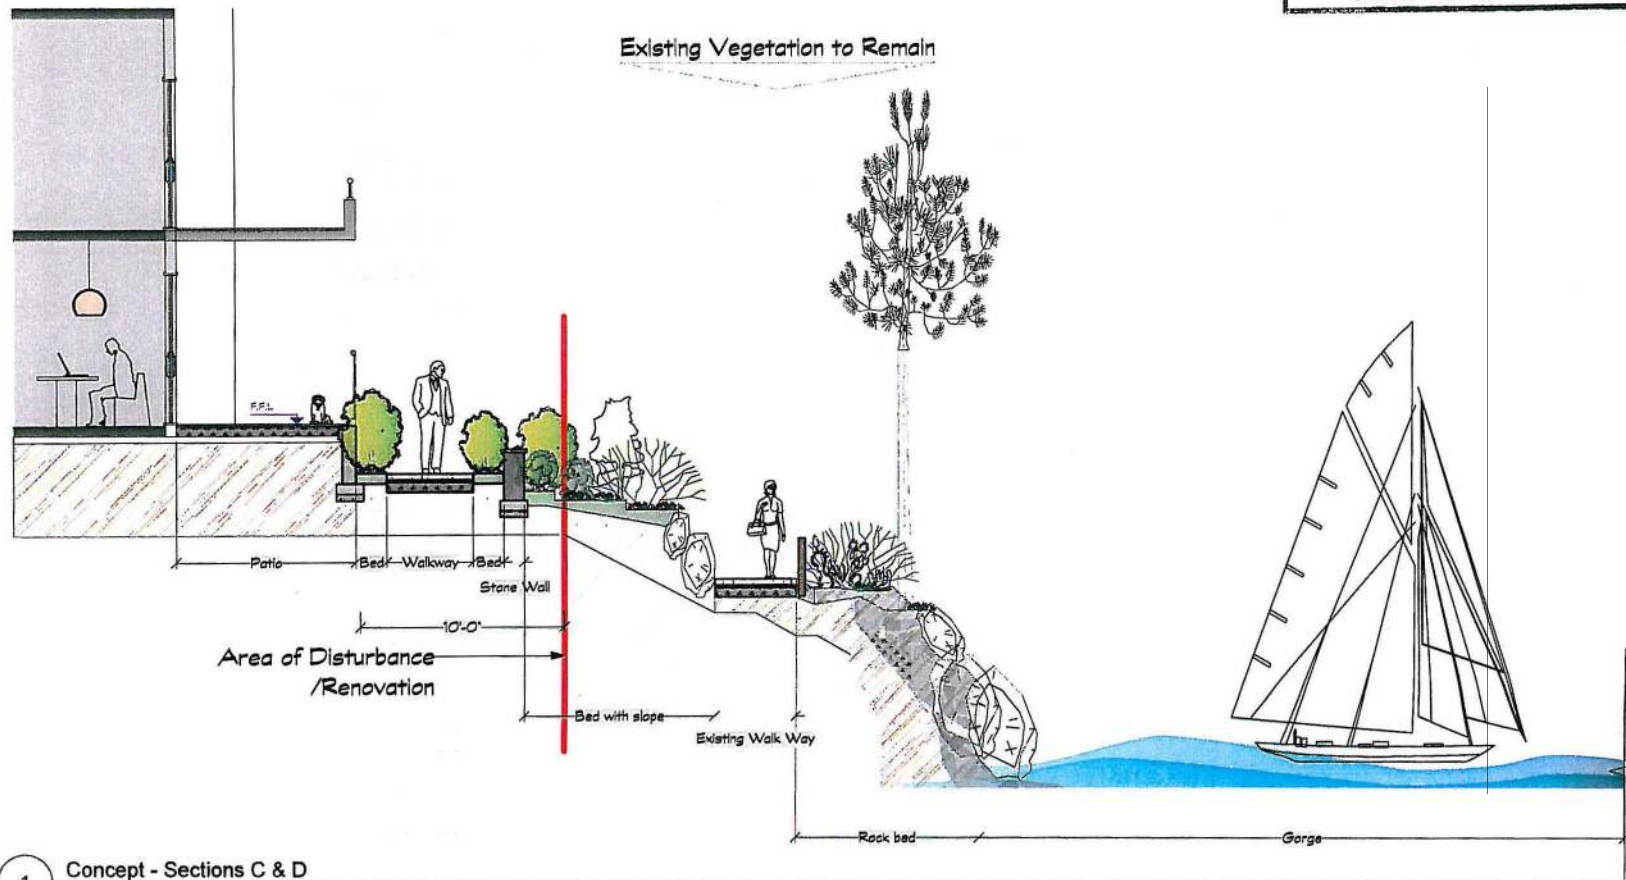 Existing Vegetation to Remain
F.F.L
Patio
Bed
Walkway
Bed
Stone Wall
10'-0"
Area of Disturbance
/Renovation
Bed with slope
Existing Walk Way
Rock bed
Gorge
1
Concept - Sections C & D